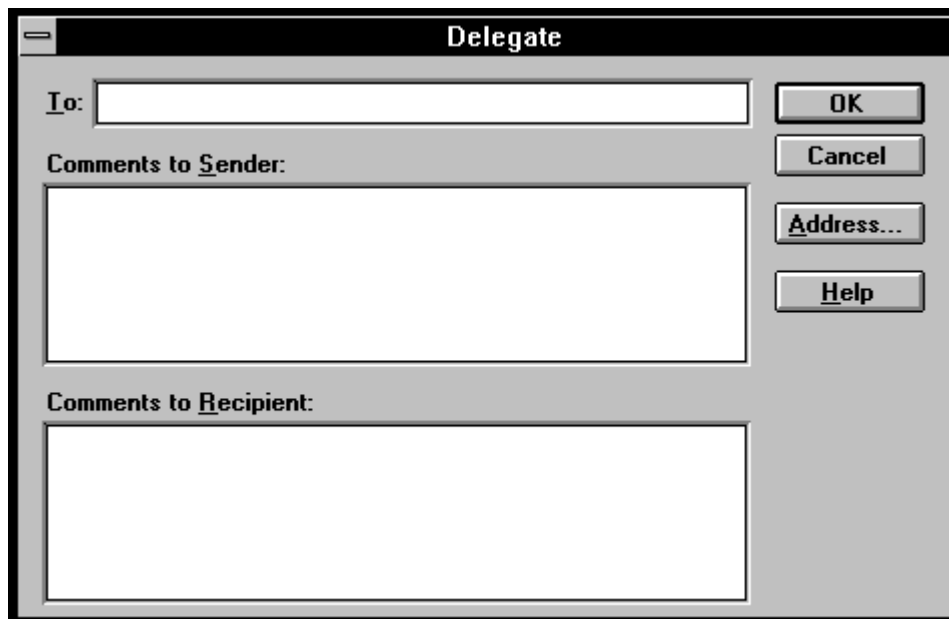 Delegate
To:
OK
Comments to Sender:
Cancel
Address...
Help
Comments to Recipient: